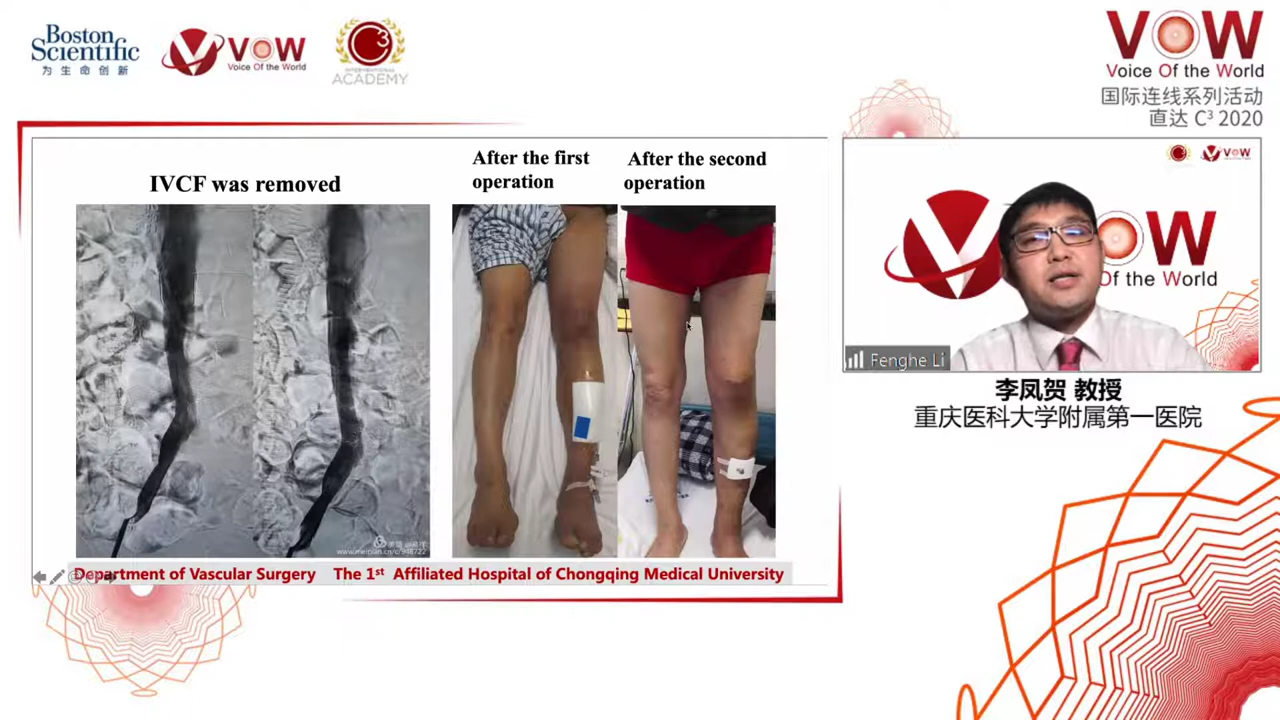 Boston
Scientific
为生命创新
VOW
Voice Of the World
C3
INTERNATIONAL
ACADEMY
VOW
Voice Of the World
国际连线系列活动
直达 C³ 2020
IVCF was removed
After the first
operation
After the second
operation
Department of Vascular Surgery The 1st Affiliated Hospital of Chongqing Medical University
VOW
OW
Of the World
Fenghe Li
李凤贺 教授
重庆医科大学附属第一医院